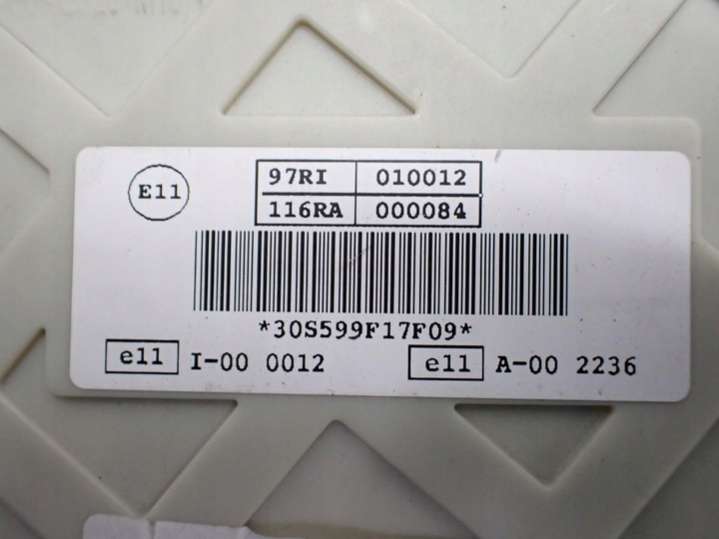 E11
97RI 010012
116RA 000084
*30S599F17F09*
e11 I-00 0012 e11 A-00 2236